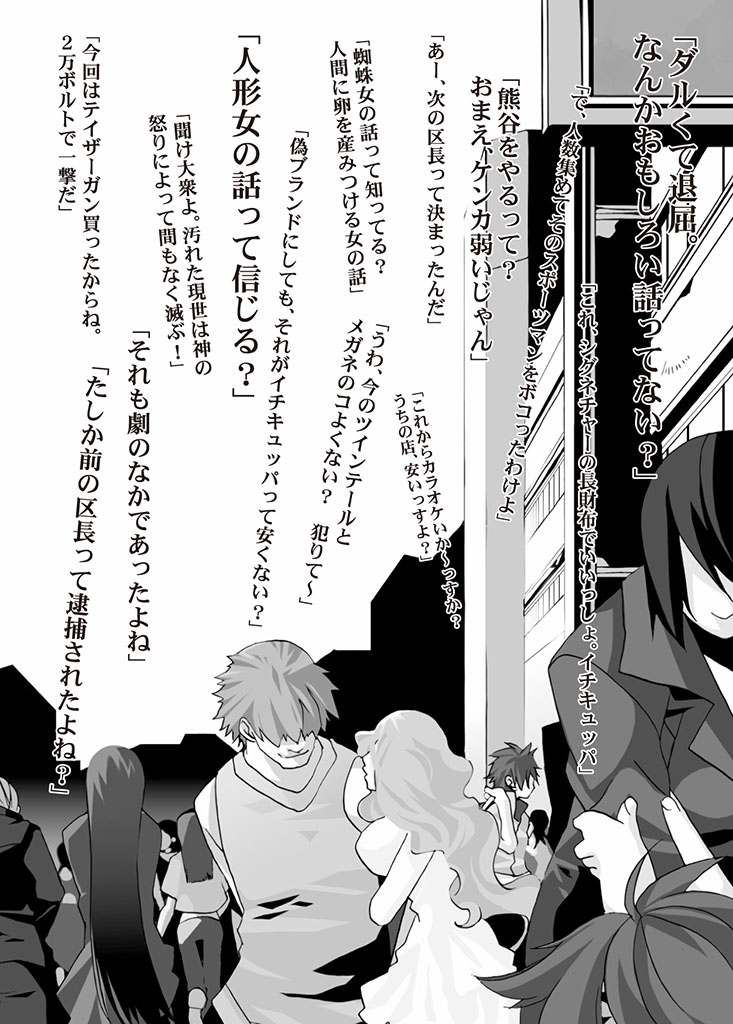 「ダルくて退屈。
なんかおもしろい話ってない？」
「これ、シグネチャーの長財布でいいっしょ。イチキュッパ」
「で、人数集めてそのスポーツマンをボコったわけよ」
「熊谷をやるって？
おまえ、ケンカ弱いじゃん」
「あー、次の区長って決まったんだ」
「これからカラオケいか～っすか？
うちの店、安いっすよ？」
「蜘蛛女の話って知ってる？
人間に卵を産みつける女の話」
「うわ、今のツインテールと
メガネのコよくない？　犯りて～」
「偽ブランドにしても、それがイチキュッパって安くない？」
「人形女の話って信じる？」
「聞け大衆よ。汚れた現世は神の
怒りによって間もなく滅ぶ！」
「それも劇のなかであったよね」
「たしか前の区長って逮捕されたよね？」
「今回はテイザーガン買ったからね。
２万ボルトで一撃だ」